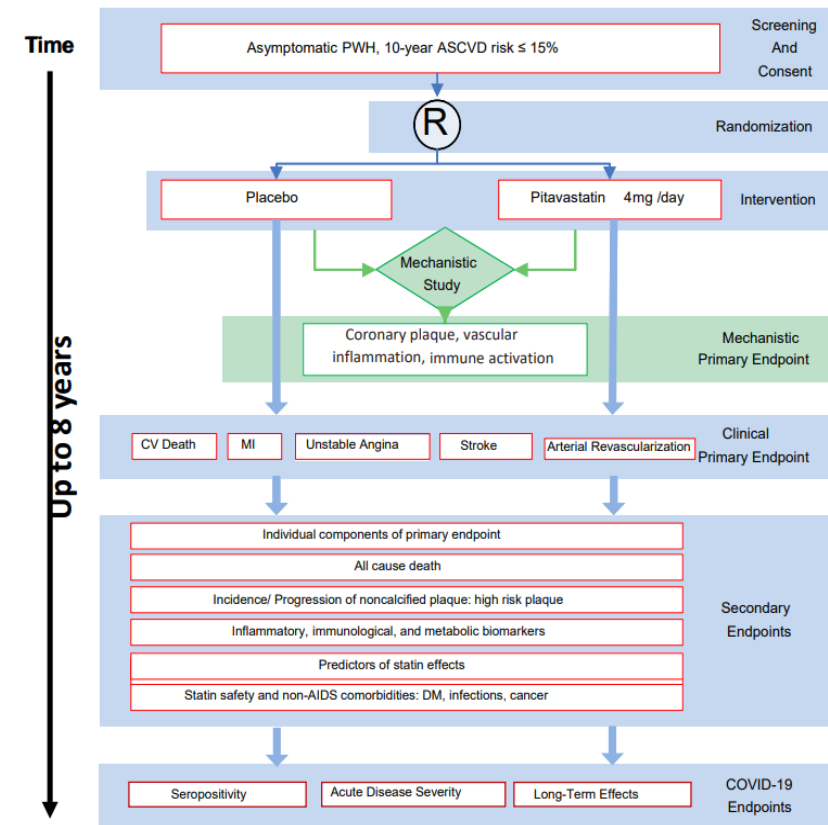 Time
Up to 8 years
Asymptomatic PWH, 10-year ASCVD risk ≤ 15%
Screening
And
Consent
R
Randomization
Placebo
Pitavastatin 4mg /day
Intervention
Mechanistic
Study
Coronary plaque, vascular
inflammation, immune activation
Mechanistic
Primary Endpoint
CV Death
MI
Unstable Angina
Stroke
Arterial Revascularization
Clinical
Primary Endpoint
Individual components of primary endpoint
All cause death
Incidence/ Progression of noncalcified plaque: high risk plaque
Inflammatory, immunological, and metabolic biomarkers
Predictors of statin effects
Statin safety and non-AIDS comorbidities: DM, infections, cancer
Secondary
Endpoints
Seropositivity
Acute Disease Severity
Long-Term Effects
COVID-19
Endpoints